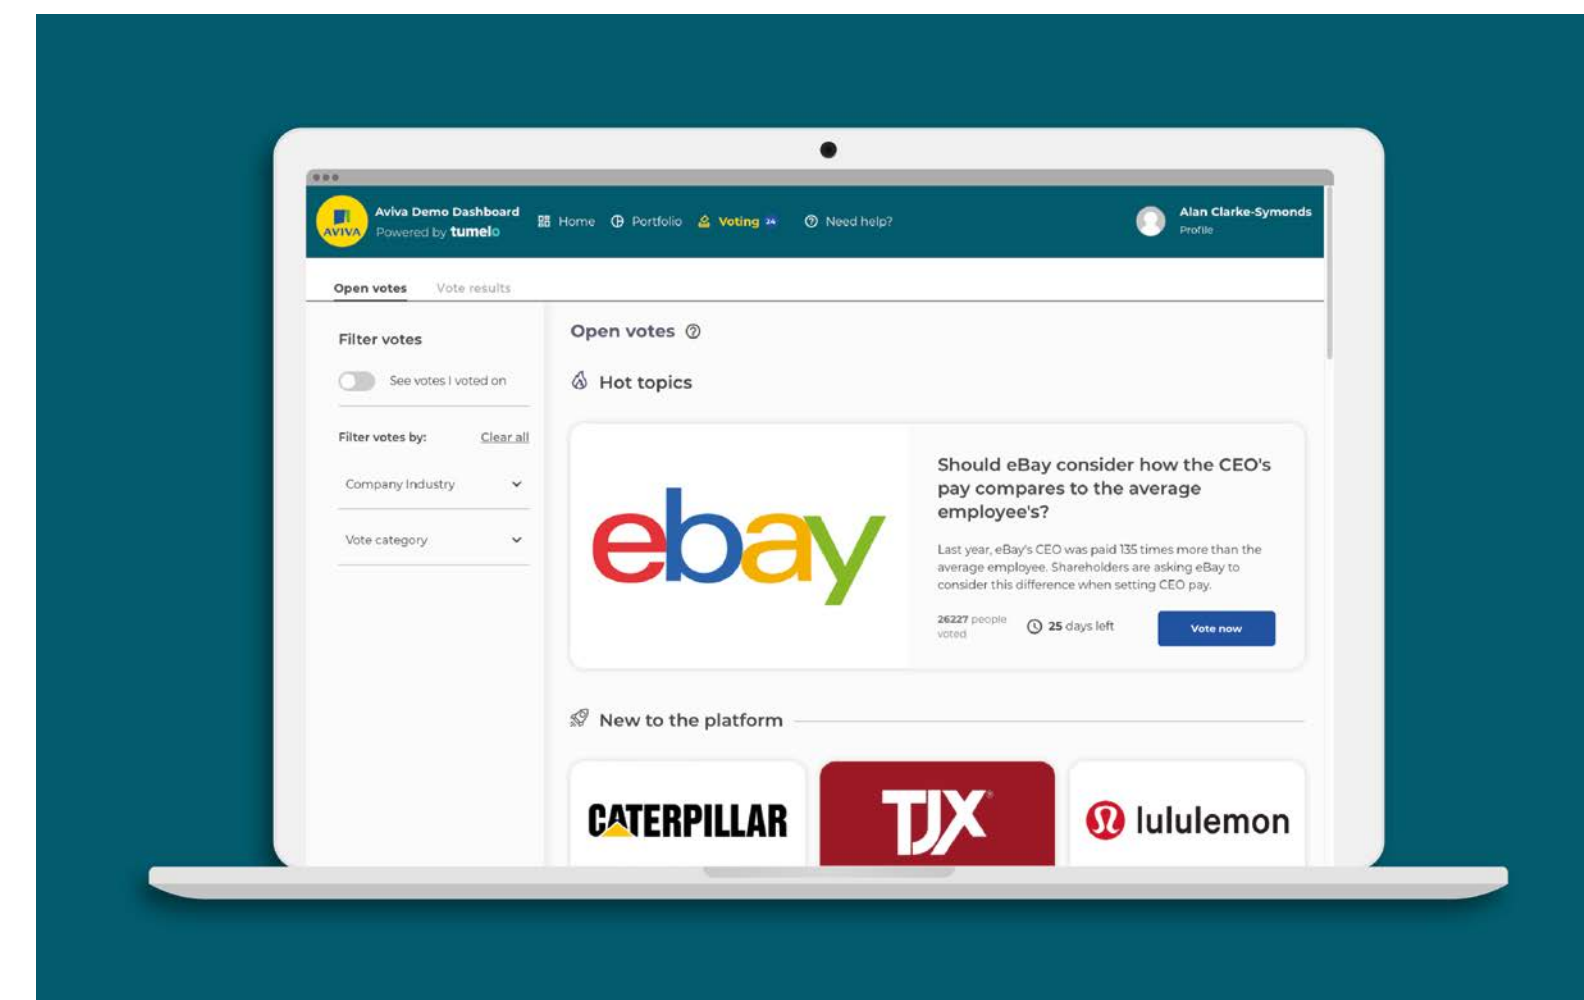 AVIVA
Aviva Demo Dashboard
Powered by tumelo
Home
Portfolio
Voting 24
Need help?
Alan Clarke-Symonds
Profile
Open votes
Vote results
Filter votes
See votes I voted on
Filter votes by:
Clear all
Company Industry
Vote category
Open votes
Hot topics
ebay
Should eBay consider how the CEO's
pay compares to the average
employee's?
Last year, eBay's CEO was paid 135 times more than the
average employee. Shareholders are asking eBay to
consider this difference when setting CEO pay.
26227 people
voted
25 days left
Vote now
New to the platform
CATERPILLAR
TJX
lululemon